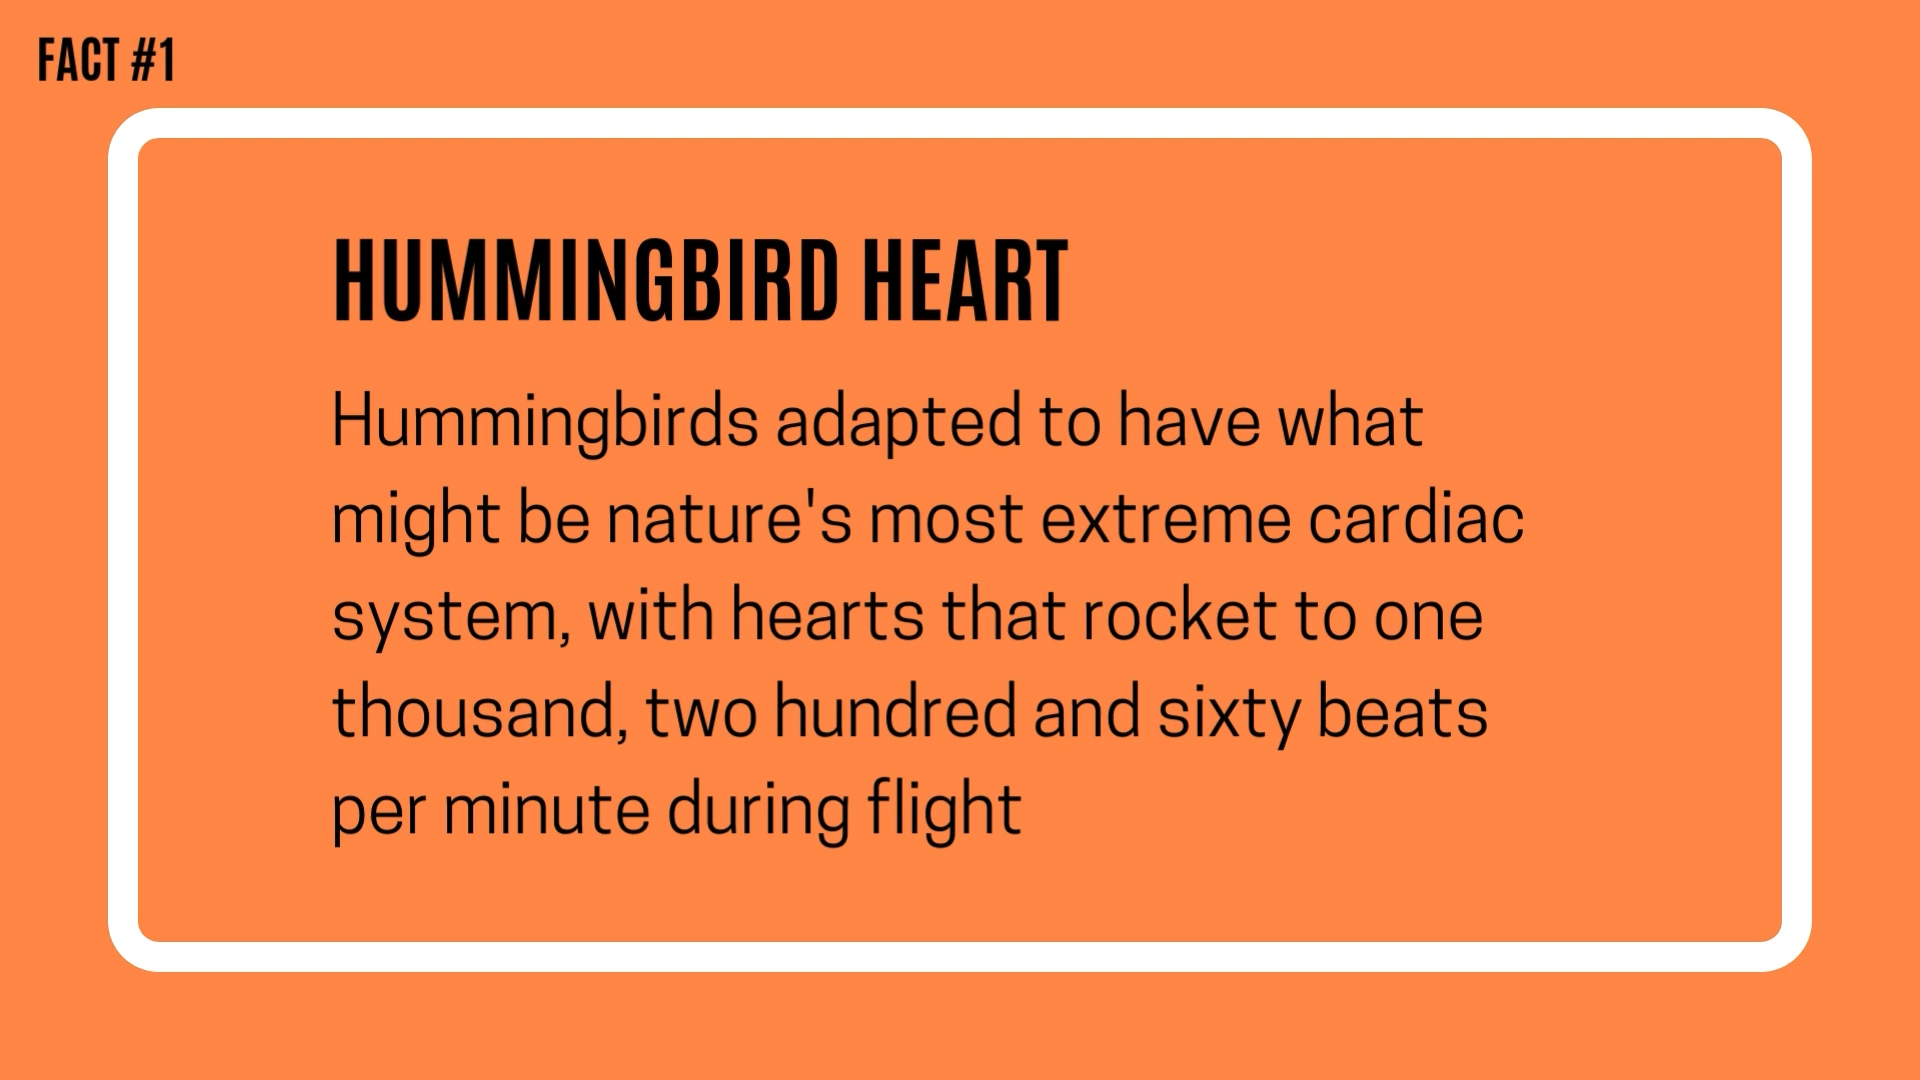 FACT #1
HUMMINGBIRD HEART
Hummingbirds adapted to have what
might be nature's most extreme cardiac
system, with hearts that rocket to one
thousand, two hundred and sixty beats
per minute during flight